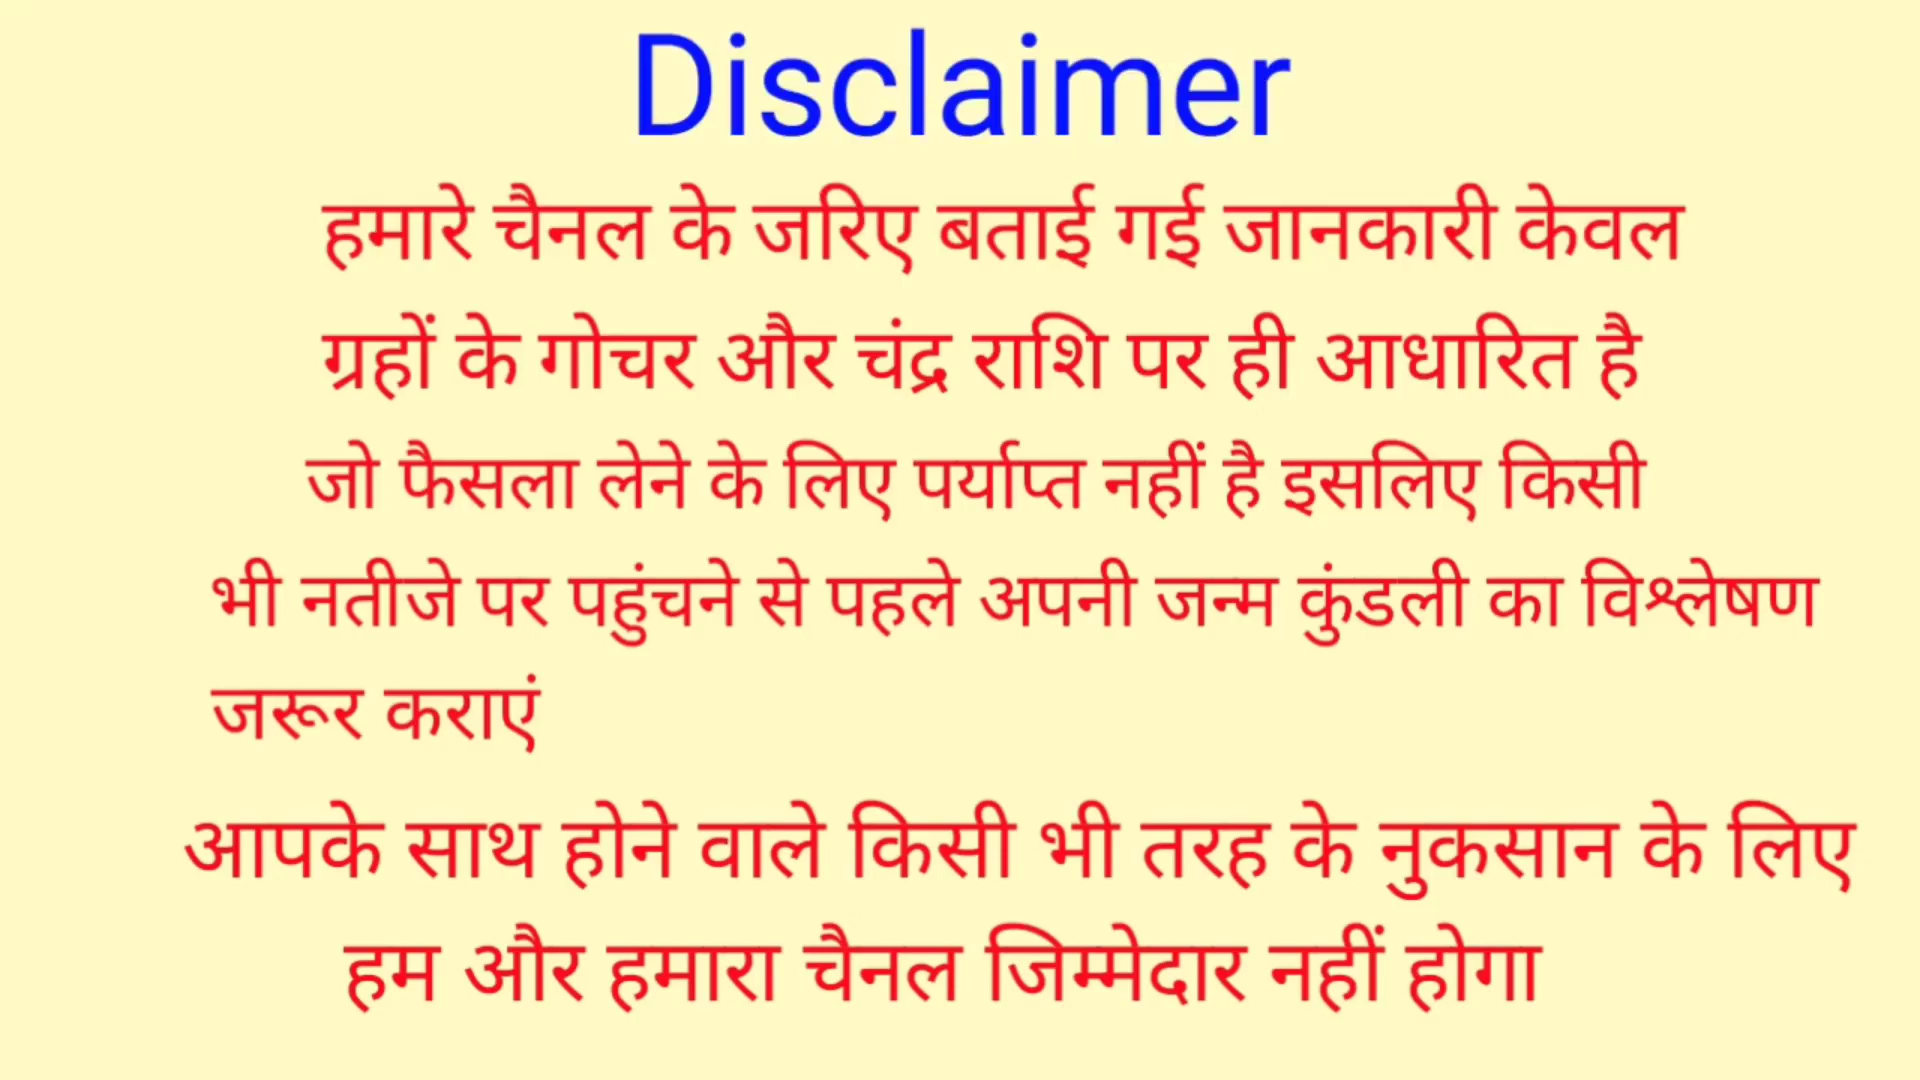 Disclaimer
हमारे चैनल के जरिए बताई गई जानकारी केवल
ग्रहों के गोचर और चंद्र राशि पर ही आधारित है
जो फैसला लेने के लिए पर्याप्त नहीं है इसलिए किसी
भी नतीजे पर पहुंचने से पहले अपनी जन्म कुंडली का विश्लेषण
जरूर कराएं
आपके साथ होने वाले किसी भी तरह के नुकसान के लिए
हम और हमारा चैनल जिम्मेदार नहीं होगा